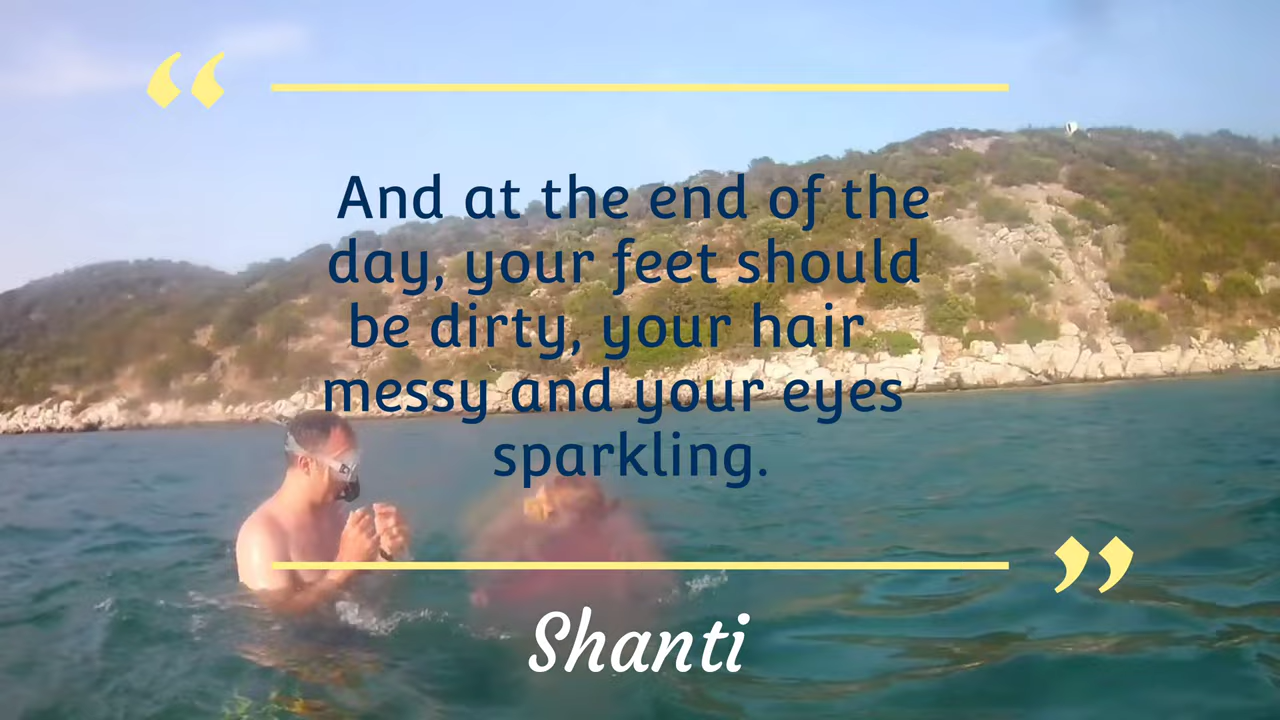 “
And at the end of the
day, your feet should
be dirty, your hair
messy and your eyes
sparkling.
”
Shanti